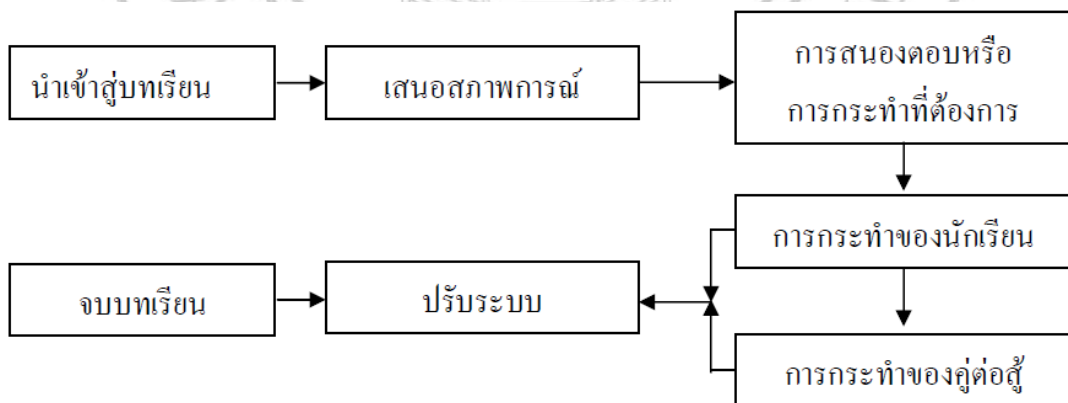 นำเข้าสู่บทเรียน
เสนอสภาพการณ์
การสนองตอบหรือ
การกระทำที่ต้องการ
การกระทำของนักเรียน
จบบทเรียน
ปรับระบบ
การกระทำของคู่ต่อสู้